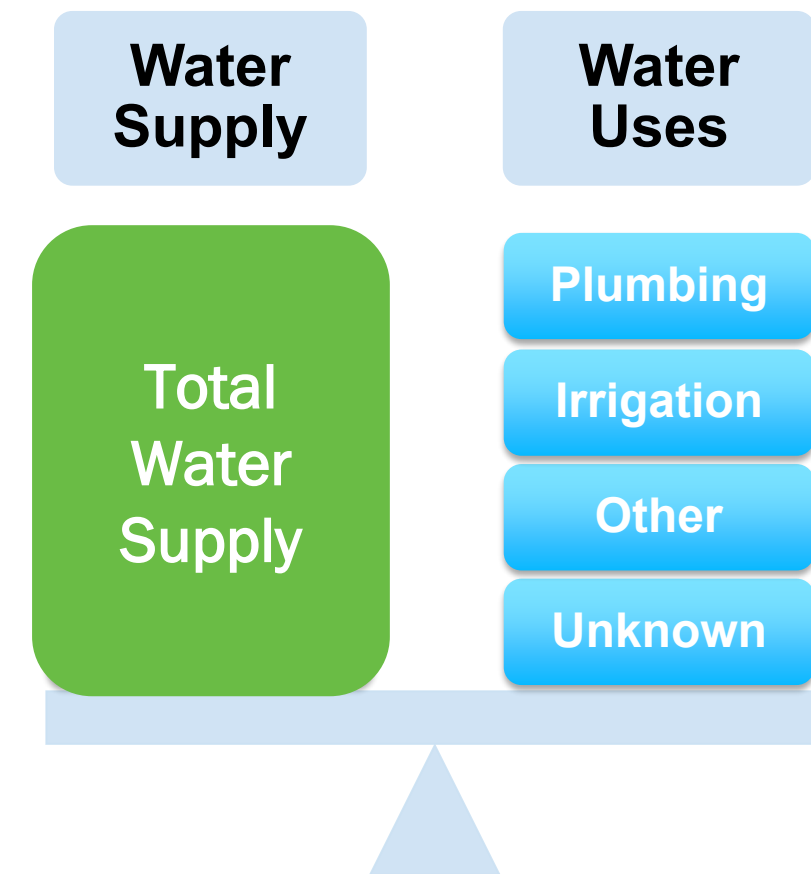 Water
Supply
Water
Uses
Total
Water
Supply
Plumbing
Irrigation
Other
Unknown